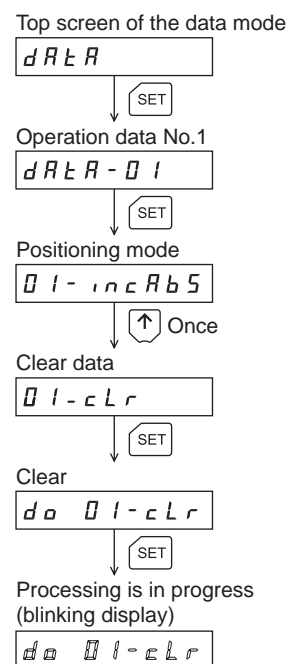 Top screen of the data mode
dAtA
SET
Operation data No.1
dAtA-01
SET
Positioning mode
01-incAbS
↑ Once
Clear data
01-cLr
SET
Clear
do 01-cLr
SET
Processing is in progress
(blinking display)
do 01-cLr